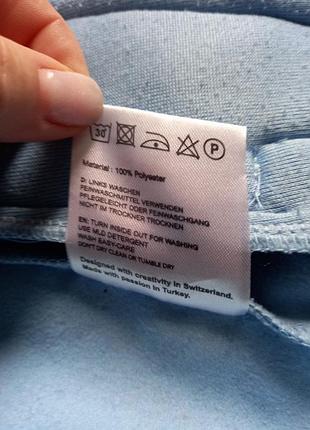 30 P
Material : 100% Polyester
D: LINKS WASCHEN
FEINWASCHMITTEL VERWENDEN
PFLEGELEICHT ODER FEINWASCHGANG
NICHT IM TROCKNER TROCKNEN
EN: TURN INSIDE OUT FOR WASHING
USE MILD DETERGENT
WASH EASY-CARE
DON'T DRY CLEAN OR TUMBLE DRY
Designed with creativity in Switzerland.
Made with passion in Turkey.